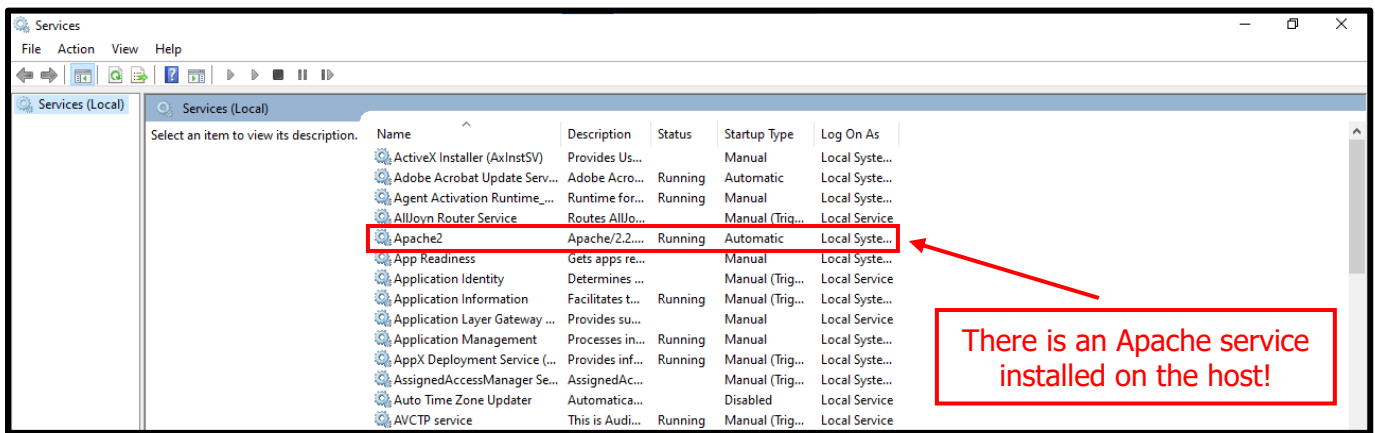 Services
File Action View Help
Services (Local)
Services (Local)
Select an item to view its description.
Name Description Status Startup Type Log On As
ActiveX Installer (AxInstSV) Provides Us... Manual Local Syste...
Adobe Acrobat Update Serv... Adobe Acro... Running Automatic Local Syste...
Agent Activation Runtime_... Runtime for... Running Manual Local Syste...
AllJoyn Router Service Routes AllJo... Manual (Trig... Local Service
Apache2 Apache/2.2.... Running Automatic Local Syste...
App Readiness Gets apps re... Manual Local Syste...
Application Identity Determines ... Manual (Trig... Local Service
Application Information Facilitates t... Running Manual (Trig... Local Syste...
Application Layer Gateway ... Provides su... Manual Local Service
Application Management Processes in... Running Manual Local Syste...
AppX Deployment Service (... Provides inf... Running Manual (Trig... Local Syste...
AssignedAccessManager Se... AssignedAc... Manual (Trig... Local Syste...
Auto Time Zone Updater Automatica... Disabled Local Service
AVCTP service This is Audi... Running Manual (Trig... Local Service
There is an Apache service
installed on the host!